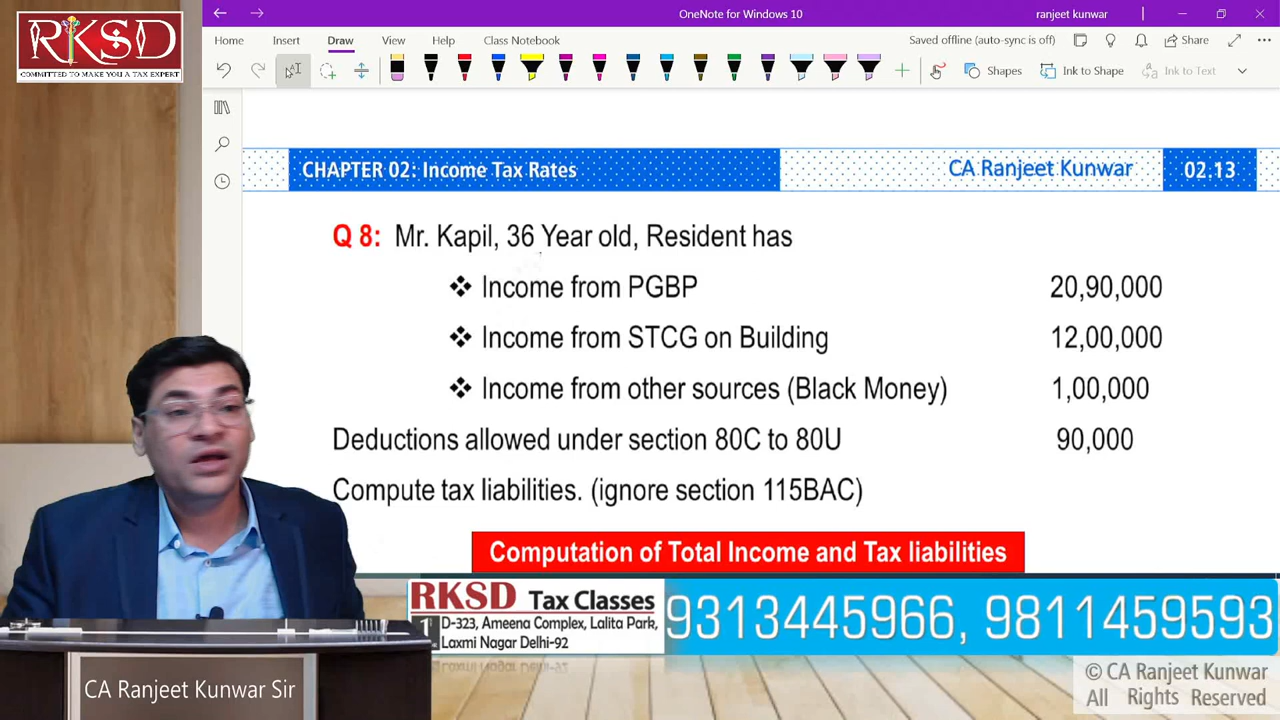 RKSD
COMMITTED TO MAKE YOU A TAX EXPERT
OneNote for Windows 10
ranjeet kunwar
Home Insert Draw View Help Class Notebook
Saved offline (auto-sync is off)
Share
Shapes
Ink to Shape
Ink to Text
CHAPTER 02: Income Tax Rates
CA Ranjeet Kunwar
02.13
Q 8: Mr. Kapil, 36 Year old, Resident has
❖ Income from PGBP 20,90,000
❖ Income from STCG on Building 12,00,000
❖ Income from other sources (Black Money) 1,00,000
Deductions allowed under section 80C to 80U 90,000
Compute tax liabilities. (ignore section 115BAC)
Computation of Total Income and Tax liabilities
RKSD Tax Classes
D-323, Ameena Complex, Lalita Park,
Laxmi Nagar Delhi-92
9313445966, 9811459593
CA Ranjeet Kunwar Sir
© CA Ranjeet Kunwar
All Rights Reserved